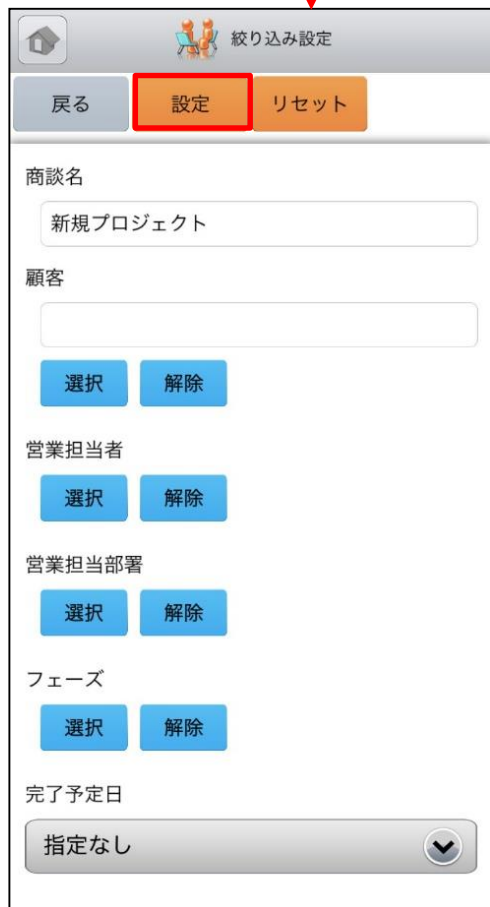 絞り込み設定
戻る 設定 リセット
商談名
新規プロジェクト
顧客
選択 解除
営業担当者
選択 解除
営業担当部署
選択 解除
フェーズ
選択 解除
完了予定日
指定なし